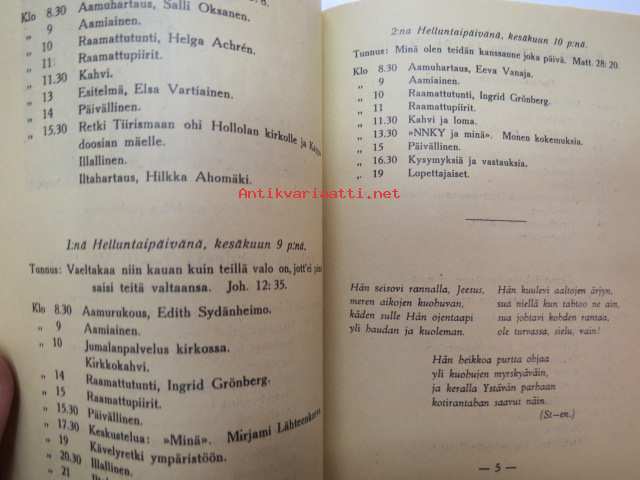 Klo 8.30 Aamuhartaus, Salli Oksanen.
„ 9 Aamiainen.
„ 10 Raamattutunti, Helga Achrén.
„ 11 Raamattupiirit.
„ 11.30 Kahvi.
„ 13 Esitelmä, Elsa Vartiainen.
„ 14 Päivällinen.
„ 15.30 Retki Tiirismaan ohi Hollolan kirkolle ja
doosian mäelle.
Illallinen.
Iltahartaus, Hilkka Ahomäki.
1:nä Helluntaipäivänä, kesäkuun 9 p:nä.
Tunnus: Vaeltakaa niin kauan kuin teillä valo on, jott'ei
saisi teitä valtaansa. Joh. 12: 35.
Klo 8.30 Aamurukous, Edith Sydänheimo.
„ 9 Aamiainen.
„ 10 Jumalanpalvelus kirkossa.
Kirkkokahvi.
„ 14 Raamattutunti, Ingrid Grönberg.
„ 15 Raamattupiirit.
„ 15.30 Päivällinen.
„ 17.30 Keskustelua: »Minä». Mirjami
„ 19 Kävelyretki ympäristöön.
„ 20.30 Illallinen.
„ 21
2:na Helluntaipäivänä, kesäkuun 10 p:nä.
Tunnus: Minä olen teidän kanssanne joka päivä. Matt. 28: 20.
Klo 8.30 Aamuhartaus, Eeva Vanaja.
„ 9 Aamiainen.
„ 10 Raamattutunti, Ingrid Grönberg.
„ 11 Raamattupiirit.
„ 11.30 Kahvi ja loma.
„ 13.30 »NNKY ja minä». Monen kokemuksia.
„ 15 Päivällinen.
„ 16.30 Kysymyksiä ja vastauksia.
„ 19 Lopettajaiset.
Hän seisovi rannalla, Jeesus,
meren aikojen kuohuvan,
käden sulle Hän ojentaapi
yli haudan ja kuoleman.
Hän kuulevi aaltojen ärjyn,
sua niellä kun tahtoo ne ain,
sua johtavi kohden rantaa,
ole turvassa, sielu, vain!
Hän heikkoa purtta ohjaa
yli kuohujen myrskyäväin,
ja keralla Ystävän parhaan
kotirantahan saavut näin.
(St—en.)
— 5 —
Antikvariaatti.net